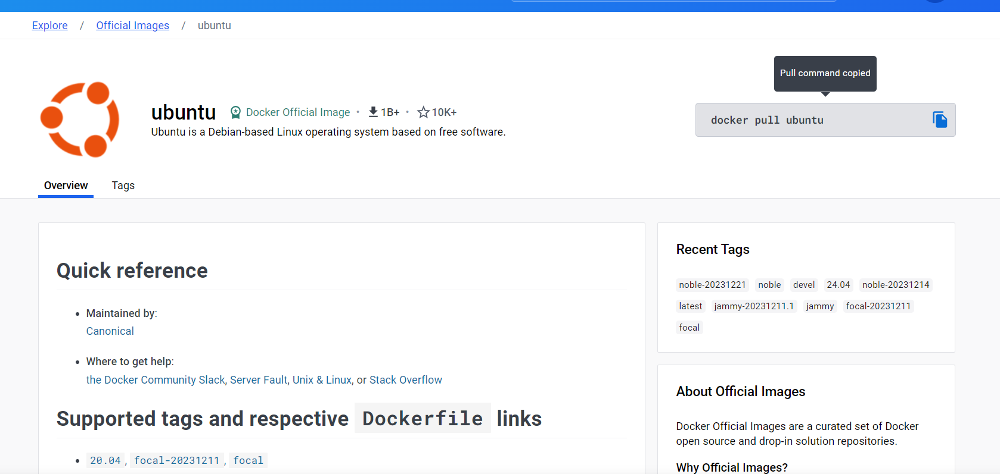 Explore / Official Images / ubuntu
Pull command copied
ubuntu Docker Official Image • 1B+ • 10K+
Ubuntu is a Debian-based Linux operating system based on free software.
docker pull ubuntu
Overview Tags
Quick reference
• Maintained by:
Canonical
• Where to get help:
the Docker Community Slack, Server Fault, Unix & Linux, or Stack Overflow
Supported tags and respective Dockerfile links
• 20.04, focal-20231211, focal
Recent Tags
noble-20231221 noble devel 24.04 noble-20231214
latest jammy-20231211.1 jammy focal-20231211
focal
About Official Images
Docker Official Images are a curated set of Docker
open source and drop-in solution repositories.
Why Official Images?